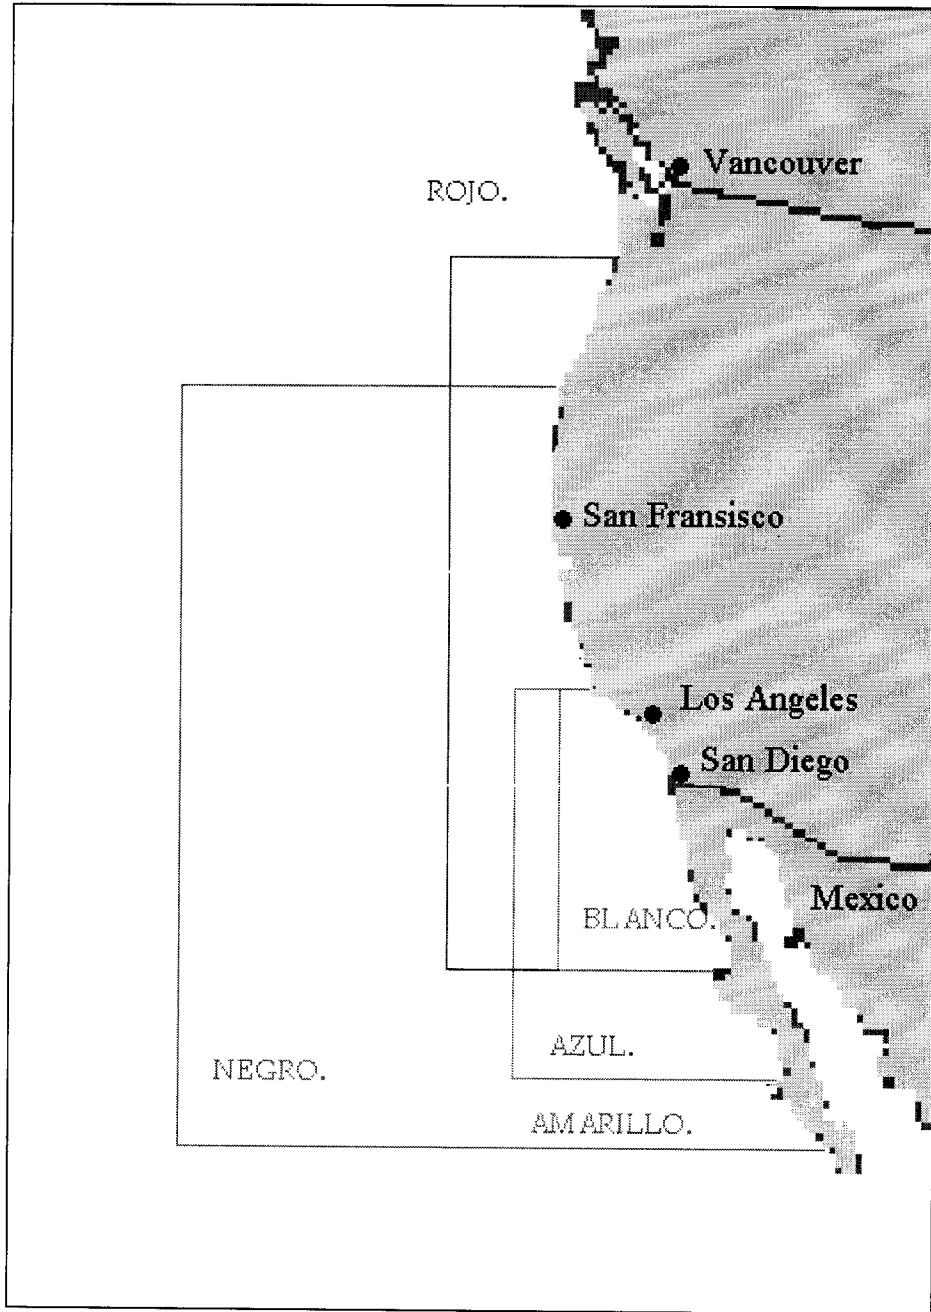 Vancouver
ROJO.
San Fransisco
Los Angeles
San Diego
Mexico
BLANCO.
AZUL.
NEGRO.
AMARILLO.